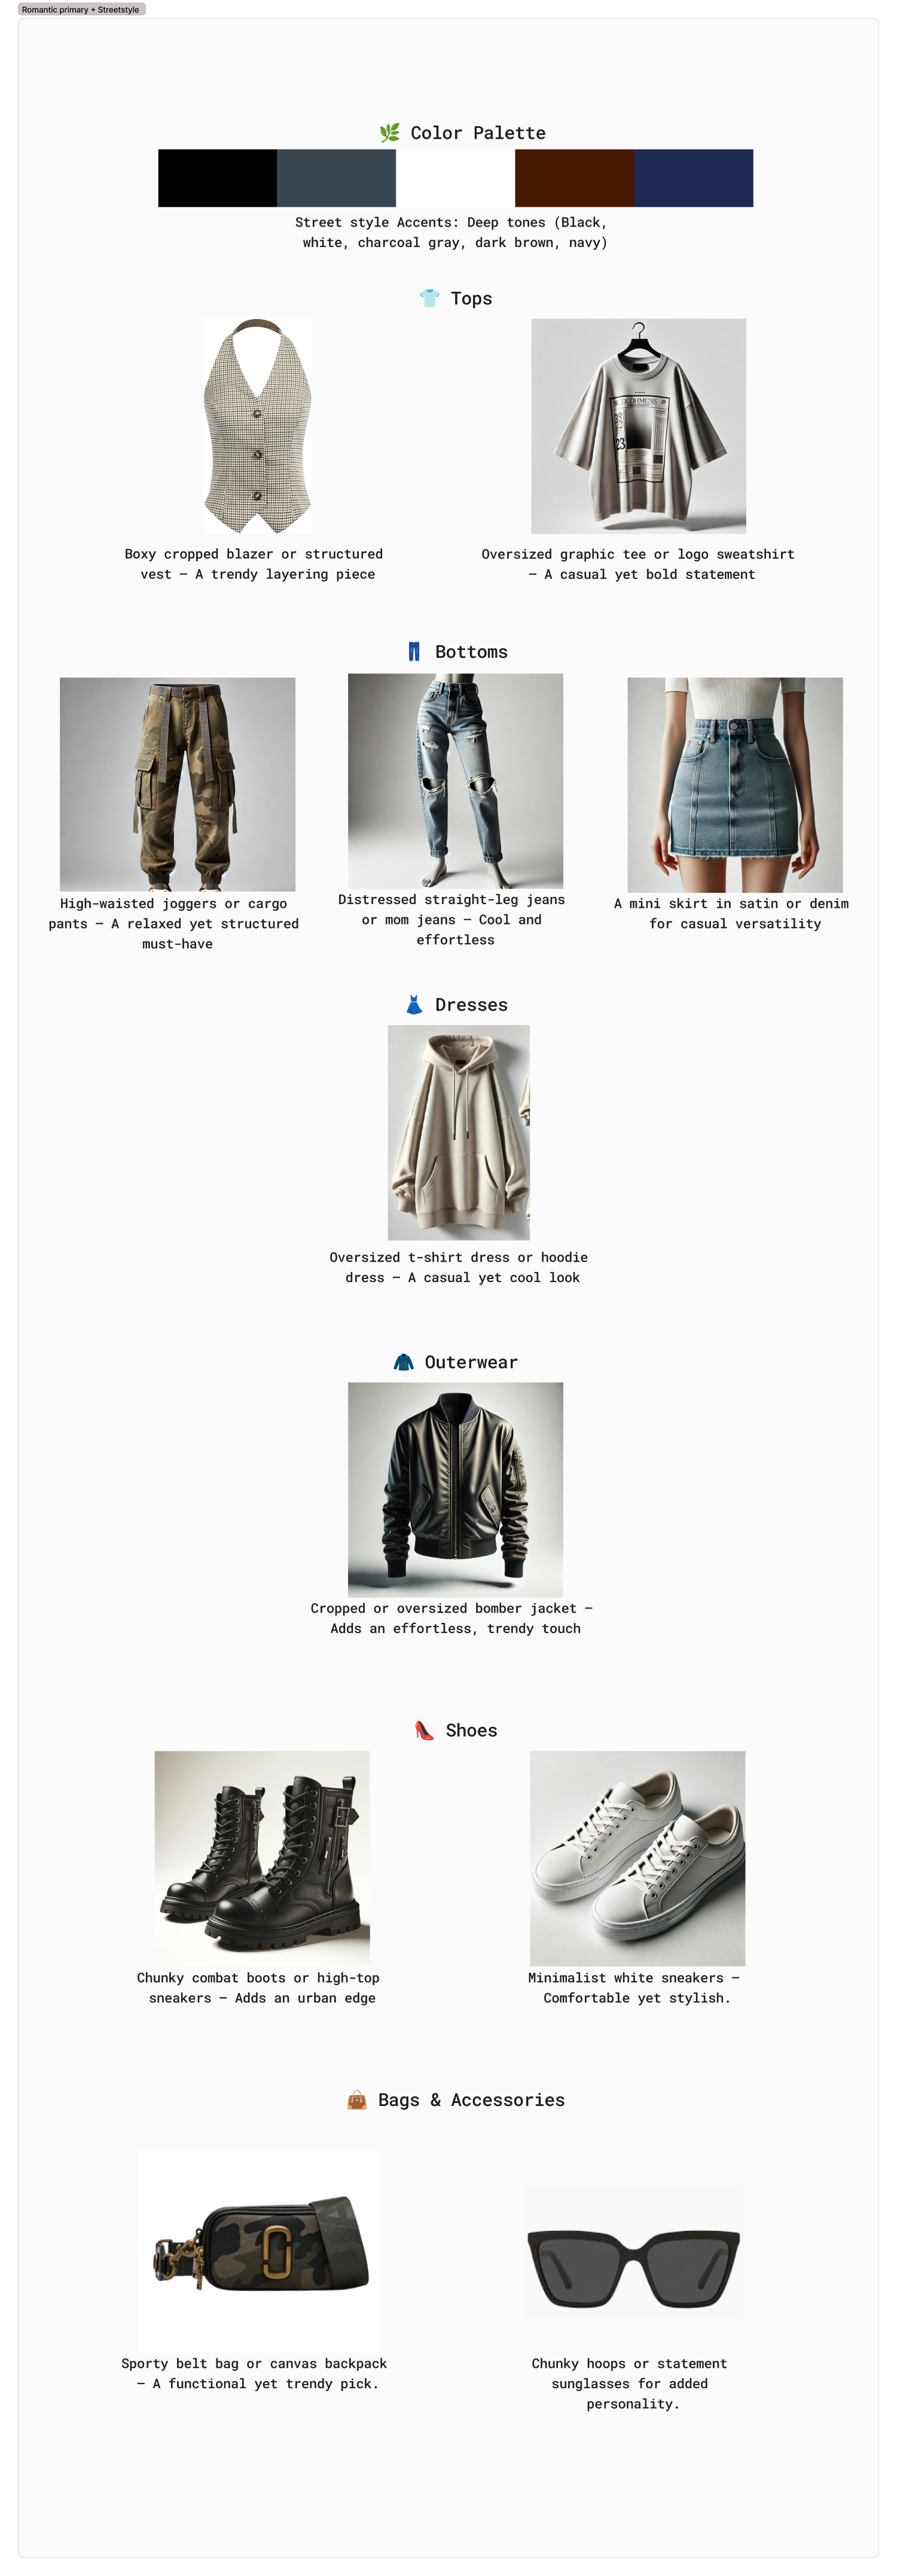 Romantic primary + Streetstyle
Color Palette
Street style Accents: Deep tones (Black,
white, charcoal gray, dark brown, navy)
Tops
Boxy cropped blazer or structured
vest – A trendy layering piece
23
Oversized graphic tee or logo sweatshirt
– A casual yet bold statement
Bottoms
High-waisted joggers or cargo
pants – A relaxed yet structured
must-have
Distressed straight-leg jeans
or mom jeans – Cool and
effortless
A mini skirt in satin or denim
for casual versatility
Dresses
Oversized t-shirt dress or hoodie
dress – A casual yet cool look
Outerwear
Cropped or oversized bomber jacket –
Adds an effortless, trendy touch
Shoes
Chunky combat boots or high-top
sneakers – Adds an urban edge
Minimalist white sneakers –
Comfortable yet stylish.
Bags & Accessories
Sporty belt bag or canvas backpack
– A functional yet trendy pick.
Chunky hoops or statement
sunglasses for added
personality.